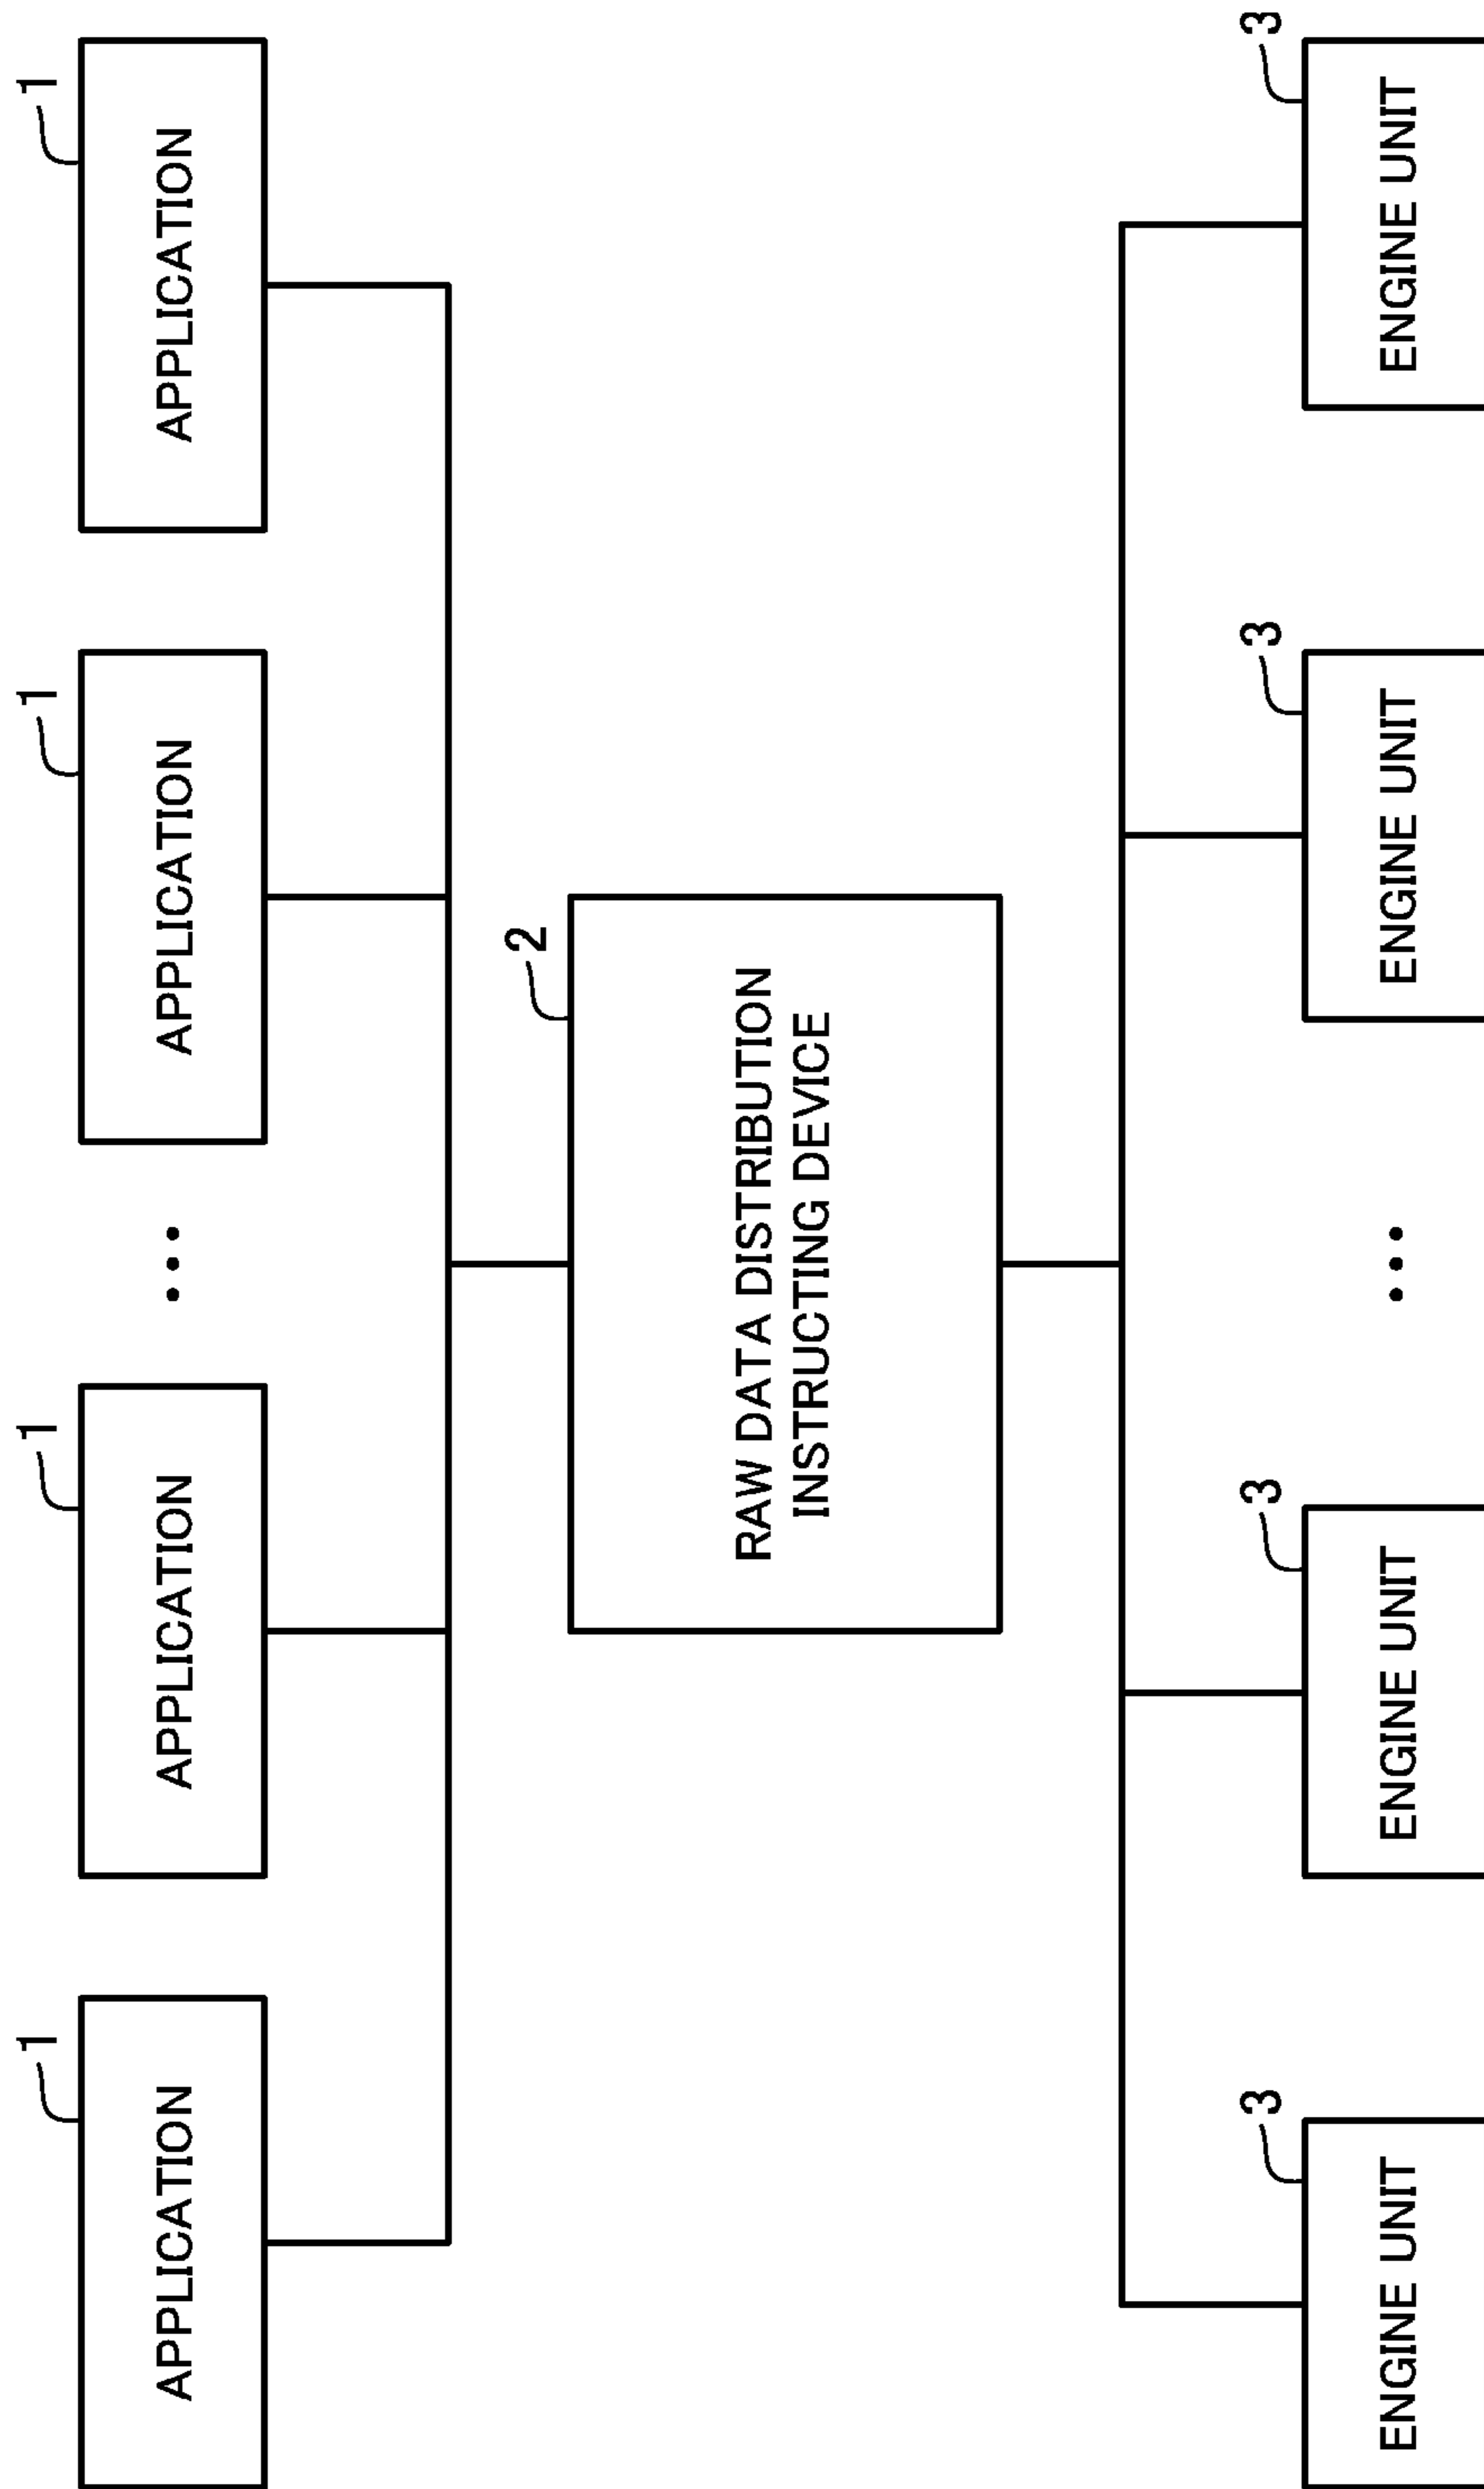 1
1
1
1
APPLICATION
APPLICATION
...
APPLICATION
APPLICATION
2
RAW DATA DISTRIBUTION
INSTRUCTING DEVICE
3
3
3
3
ENGINE UNIT
ENGINE UNIT
...
ENGINE UNIT
ENGINE UNIT